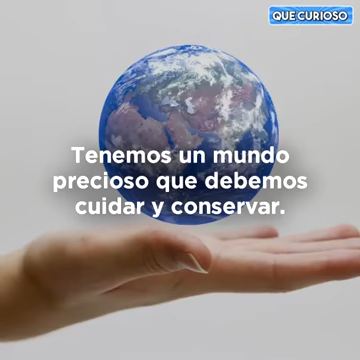 QUE CURIOSO
Tenemos un mundo
precioso que debemos
cuidar y conservar.